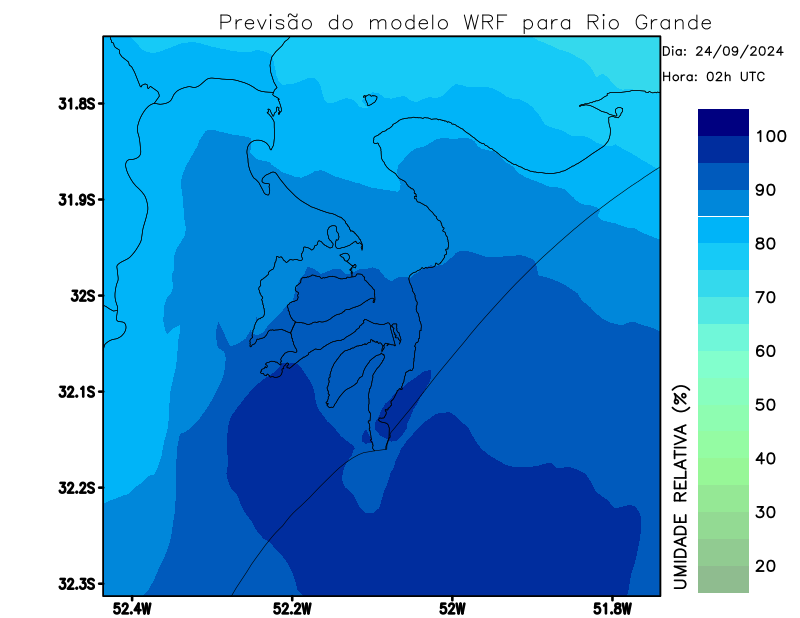 Previsão do modelo WRF para Rio Grande
Dia: 24/09/2024
Hora: 02h UTC
31.8S
31.9S
32S
32.1S
32.2S
32.3S
52.4W
52.2W
52W
51.8W
100
90
80
70
60
50
40
30
20
UMIDADE RELATIVA (%)